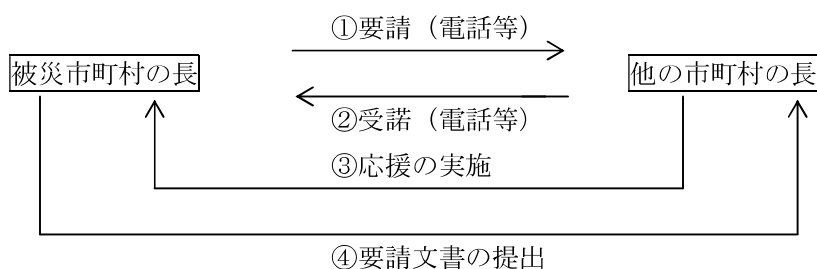 ①要請（電話等）
被災市町村の長
他の市町村の長
②受諾（電話等）
③応援の実施
④要請文書の提出